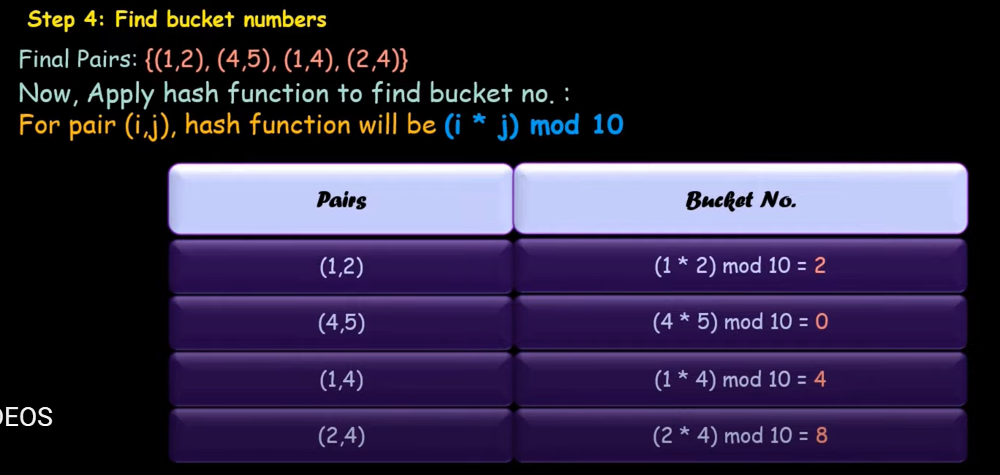 Step 4: Find bucket numbers
Final Pairs: {(1,2), (4,5), (1,4), (2,4)}
Now, Apply hash function to find bucket no. :
For pair (i,j), hash function will be (i * j) mod 10
Pairs Bucket No.
(1,2) (1 * 2) mod 10 = 2
(4,5) (4 * 5) mod 10 = 0
(1,4) (1 * 4) mod 10 = 4
DEOS
(2,4) (2 * 4) mod 10 = 8